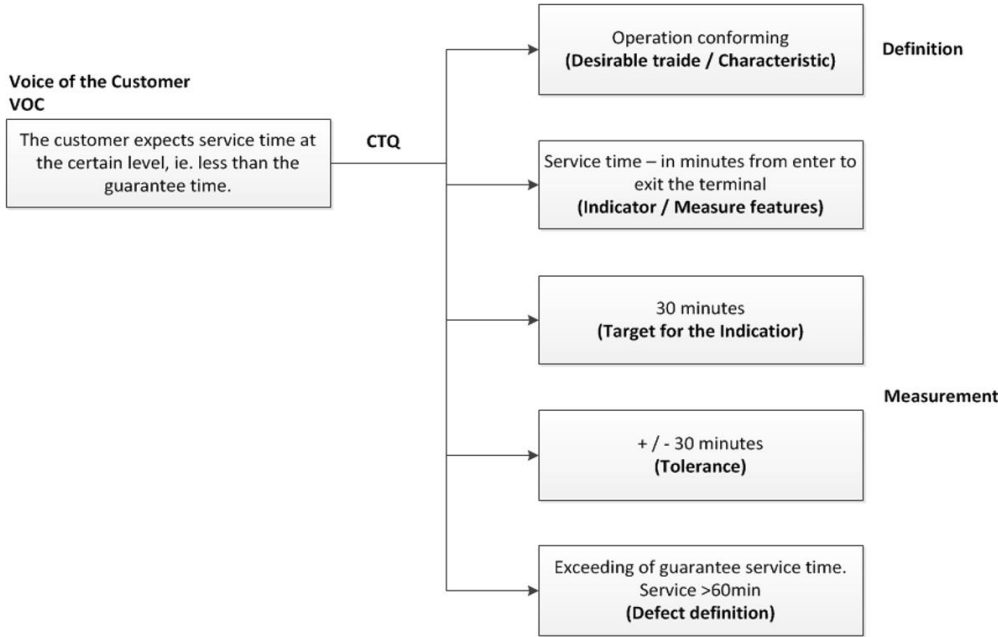 Voice of the Customer
VOC
The customer expects service time at
the certain level, ie. less than the
guarantee time.
CTQ
Operation conforming
(Desirable traide / Characteristic)
Definition
Service time – in minutes from enter to
exit the terminal
(Indicator / Measure features)
30 minutes
(Target for the Indicatior)
Measurement
+ / - 30 minutes
(Tolerance)
Exceeding of guarantee service time.
Service >60min
(Defect definition)